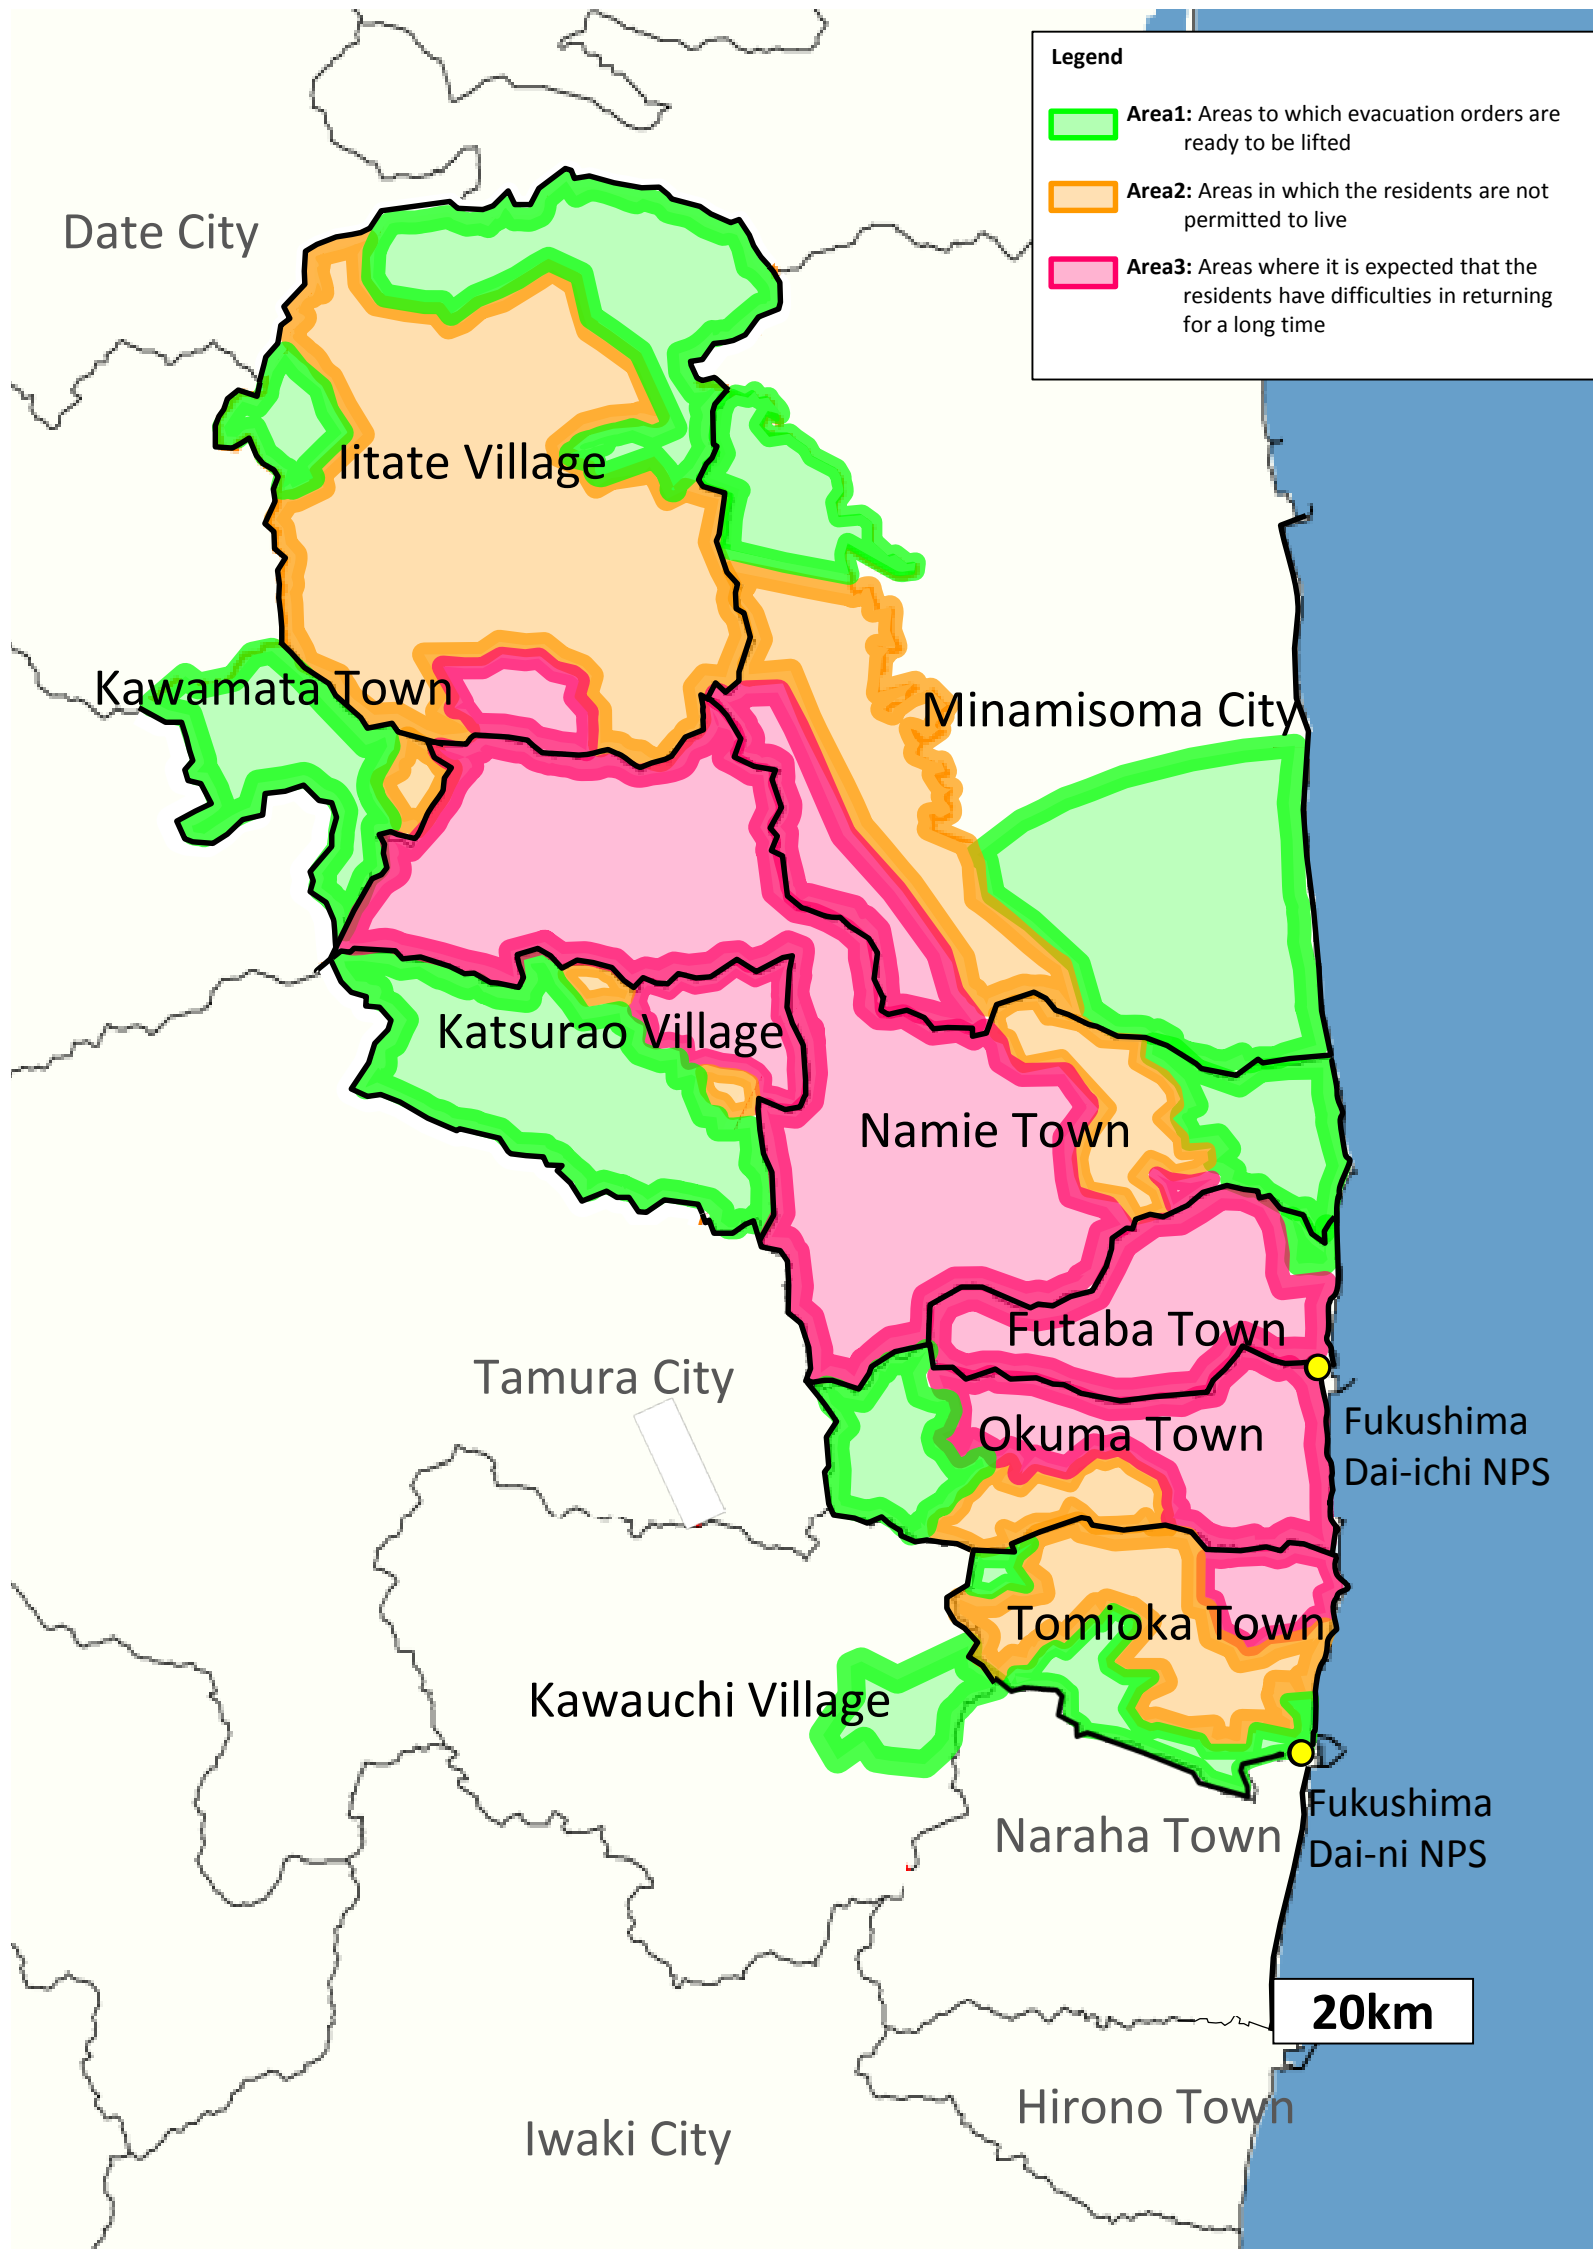 Legend
Area1: Areas to which evacuation orders are
ready to be lifted
Area2: Areas in which the residents are not
permitted to live
Area3: Areas where it is expected that the
residents have difficulties in returning
for a long time
Date City
Iitate Village
Kawamata Town
Minamisoma City
Katsurao Village
Namie Town
Futaba Town
Tamura City
Okuma Town
Fukushima
Dai-ichi NPS
Tomioka Town
Kawauchi Village
Fukushima
Dai-ni NPS
Naraha Town
20km
Hirono Town
Iwaki City